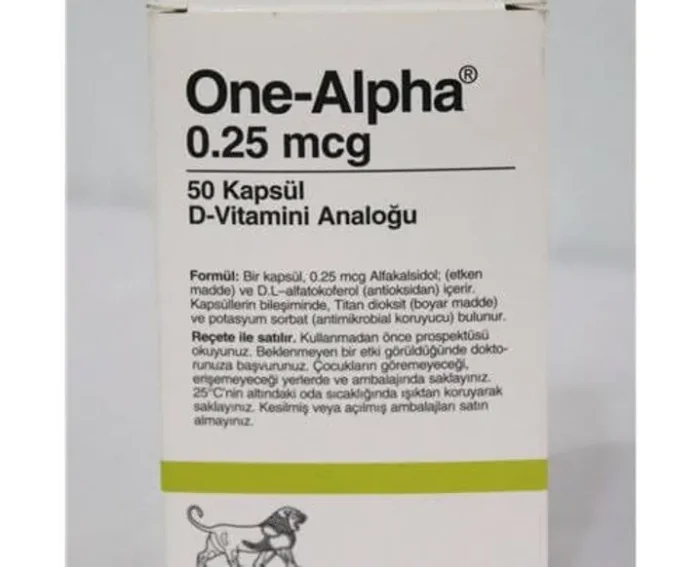 One-Alpha®
0.25 mcg
50 Kapsül
D-Vitamini Analoğu
Formül: Bir kapsül, 0.25 mcg Alfakalsidol; (etken
madde) ve D.L–alfatokoferol (antioksidan) içerir.
Kapsüllerin bileşiminde, Titan dioksit (boyar madde)
ve potasyum sorbat (antimikrobial koruyucu) bulunur.
Reçete ile satılır. Kullanmadan önce prospektüsü
okuyunuz. Beklenmeyen bir etki görüldüğünde dokto-
runuza başvurunuz. Çocukların göremeyeceği,
erişemeyeceği yerlerde ve ambalajında saklayınız.
25°C'nin altındaki oda sıcaklığında ışıktan koruyarak
saklayınız. Kesilmiş veya açılmış ambalajları satın
almayınız.